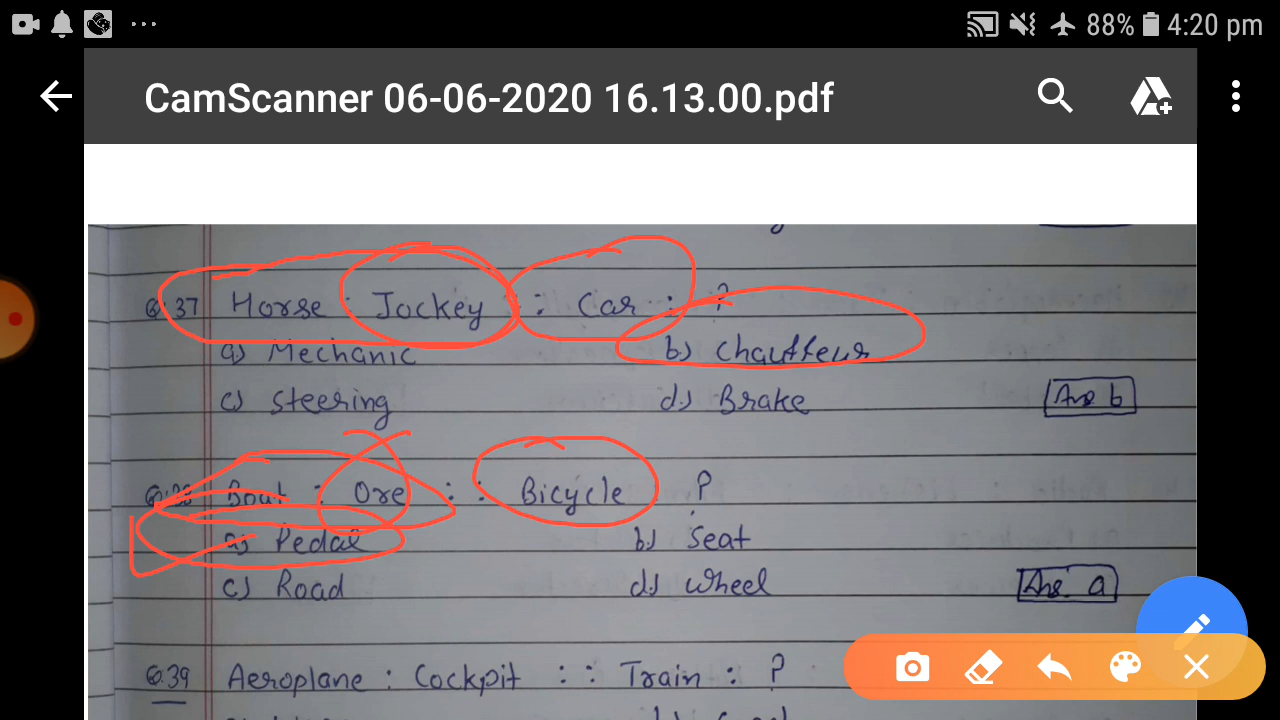 88% 4:20 pm
CamScanner 06-06-2020 16.13.00.pdf
Q.37 Horse : Jockey :: Car : ?
a) Mechanic b) Chauffeur
c) Steering d) Brake Ans b
Q.38 Boat : Ore :: Bicycle ?
a) Pedal b) Seat
c) Road d) Wheel Ans. a
Q.39 Aeroplane : Cockpit :: Train : ?